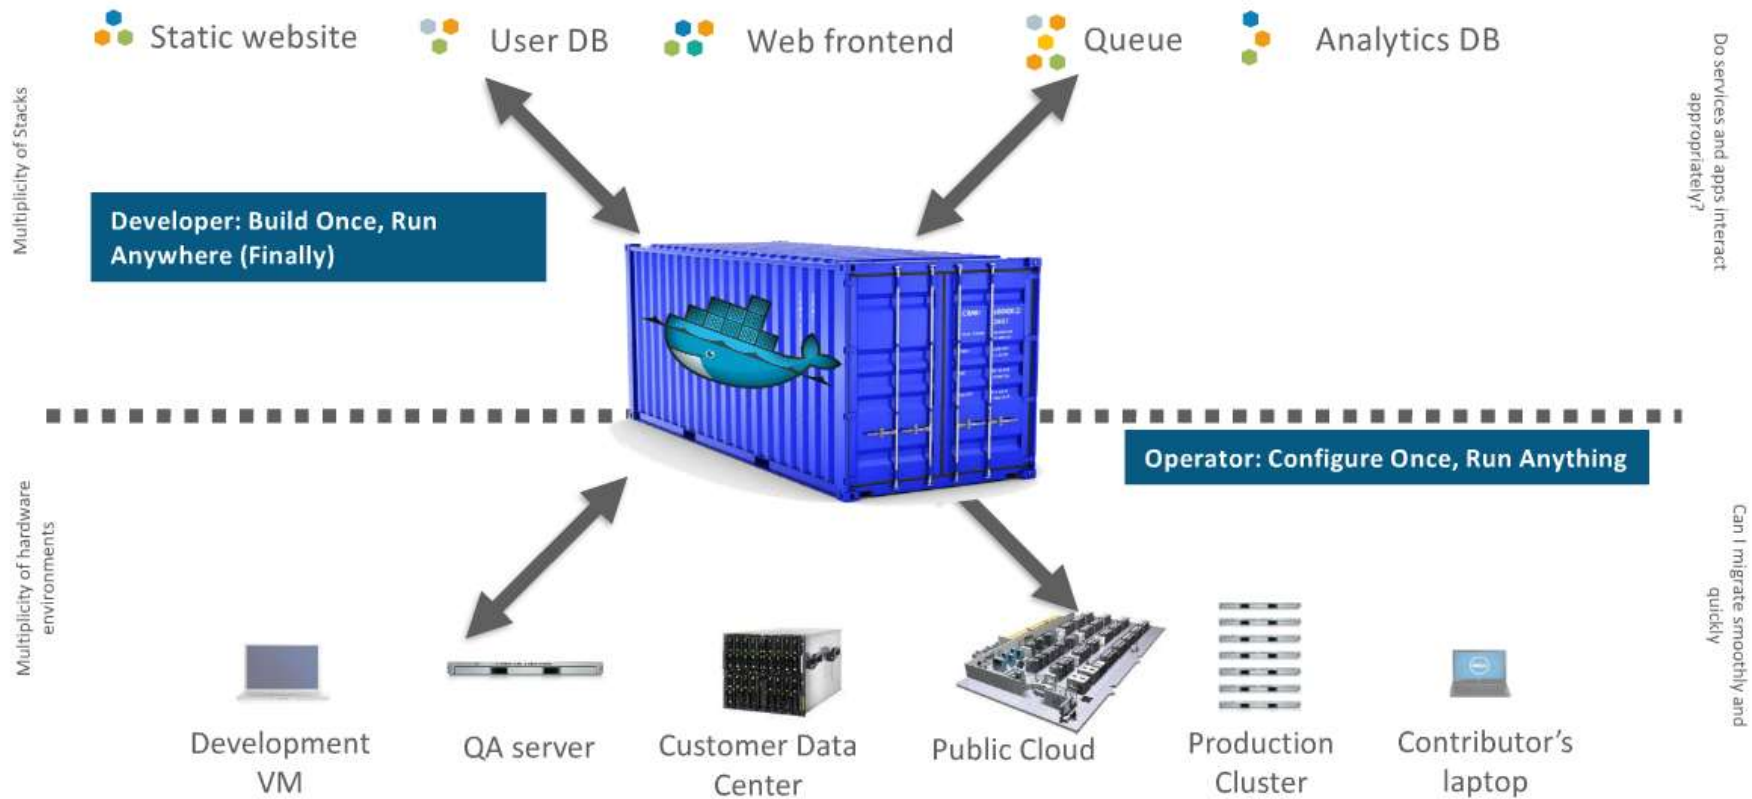 Static website
User DB
Web frontend
Queue
Analytics DB
Multiplicity of Stacks
Do services and apps interact
appropriately?
Developer: Build Once, Run
Anywhere (Finally)
Operator: Configure Once, Run Anything
Multiplicity of hardware
environments
Can I migrate smoothly and
quickly
Development
VM
QA server
Customer Data
Center
Public Cloud
Production
Cluster
Contributor’s
laptop